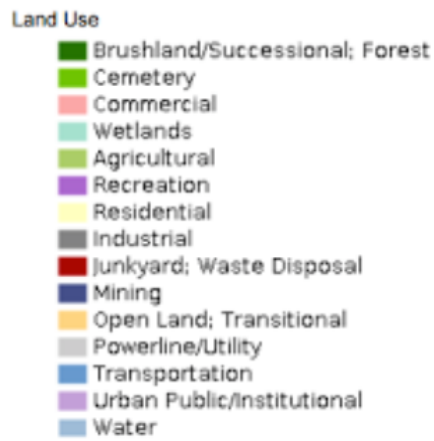 Land Use
Brushland/Successional; Forest
Cemetery
Commercial
Wetlands
Agricultural
Recreation
Residential
Industrial
Junkyard; Waste Disposal
Mining
Open Land; Transitional
Powerline/Utility
Transportation
Urban Public/Institutional
Water